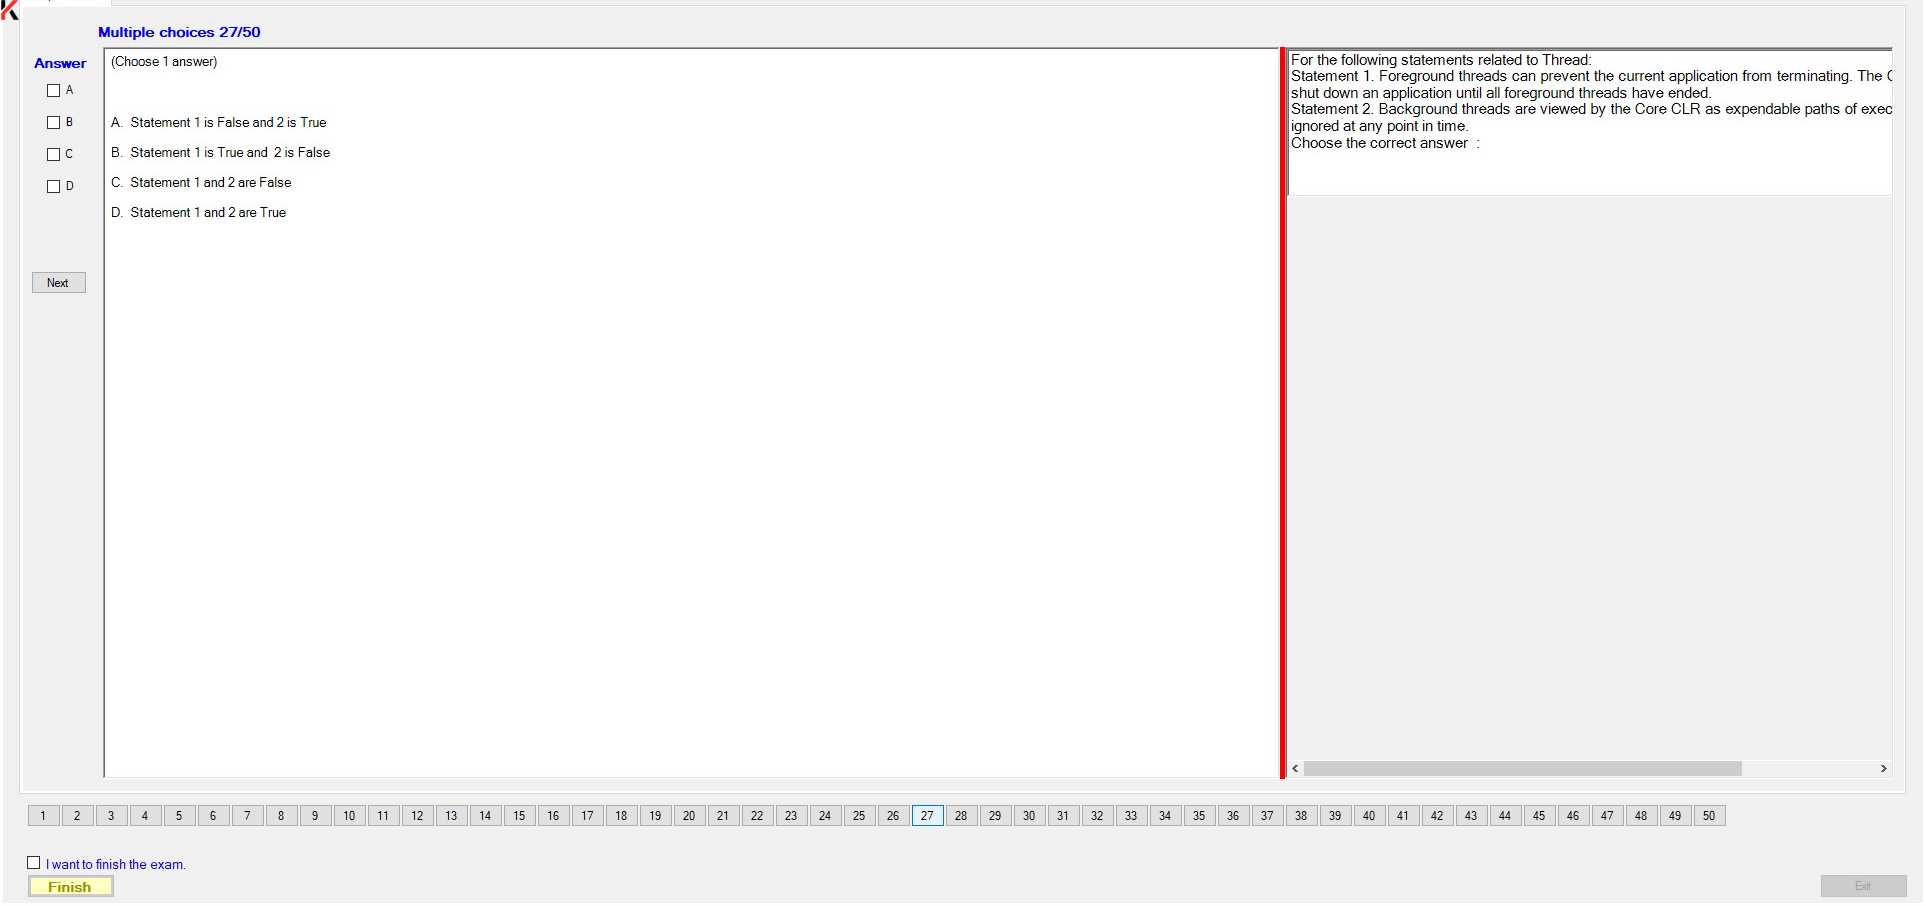 Multiple choices 27/50
Answer
A
B
C
D
Next
(Choose 1 answer)
A. Statement 1 is False and 2 is True
B. Statement 1 is True and 2 is False
C. Statement 1 and 2 are False
D. Statement 1 and 2 are True
For the following statements related to Thread:
Statement 1. Foreground threads can prevent the current application from terminating. The
shut down an application until all foreground threads have ended.
Statement 2. Background threads are viewed by the Core CLR as expendable paths of exec
ignored at any point in time.
Choose the correct answer :
1 2 3 4 5 6 7 8 9 10 11 12 13 14 15 16 17 18 19 20 21 22 23 24 25 26 27 28 29 30 31 32 33 34 35 36 37 38 39 40 41 42 43 44 45 46 47 48 49 50
I want to finish the exam.
Finish
Exit